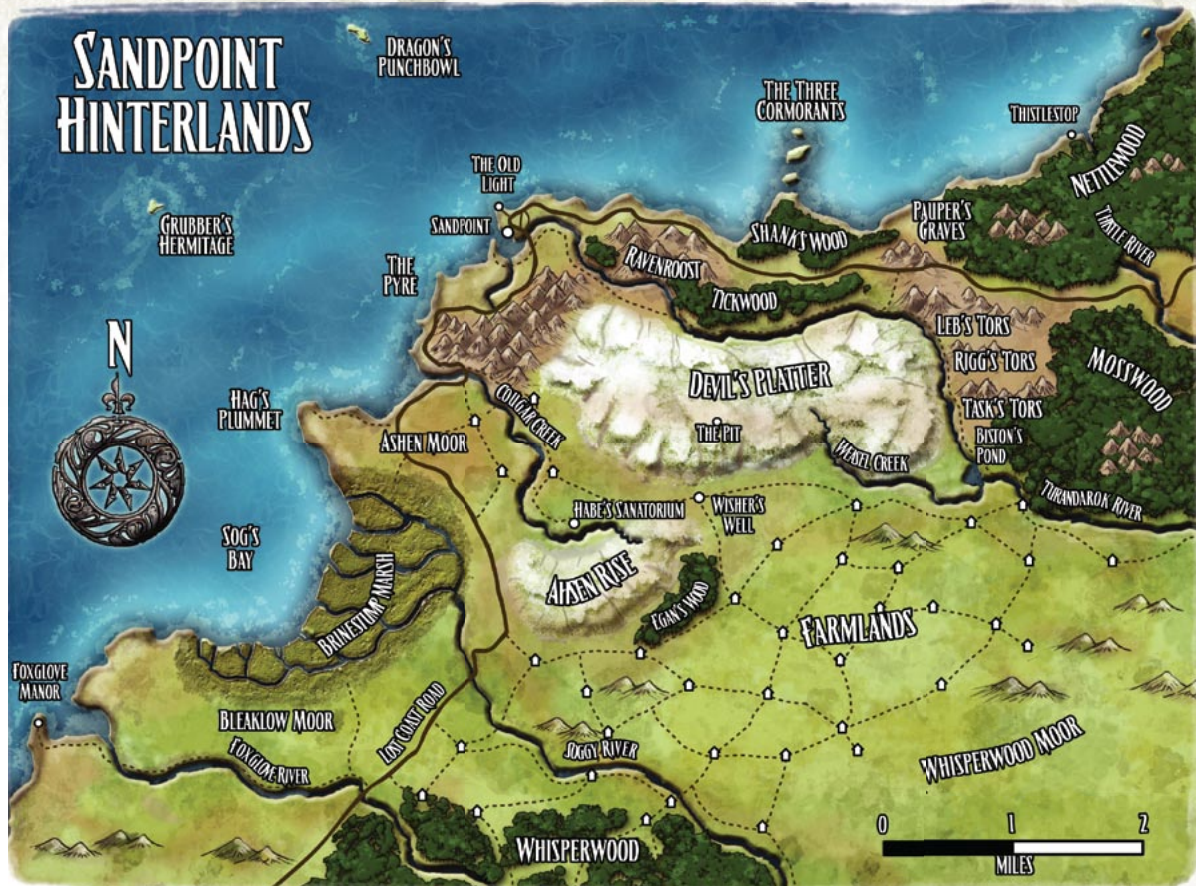 SANDPOINT
HINTERLANDS
DRAGON'S
PUNCHBOWL
THE THREE
CORMORANTS
THISTLETOP
NETTLEWOOD
THE OLD
LIGHT
GRUBBER'S
HERMITAGE
SANDPOINT
PAUPER'S
GRAVES
THISTLE RIVER
SHANK'S WOOD
RAVENROOST
THE
PYRE
TICKWOOD
LEB'S TORS
N
RIGG'S TORS
MOSSWOOD
DEVIL'S PLATTER
HAG'S
PLUMMET
COUGAR CREEK
TASK'S TORS
ASHEN MOOR
THE PIT
BISTON'S
POND
WEASEL CREEK
TURANDAROK RIVER
HABE'S SANATORIUM
WISHER'S
WELL
SOG'S
BAY
AHSEN RISE
BRINESTUMP MARSH
EGAN'S WOOD
FARMLANDS
FOXGLOVE
MANOR
BLEAKLOW MOOR
LOST COAST ROAD
FOXGLOVE RIVER
SOGGY RIVER
WHISPERWOOD MOOR
WHISPERWOOD
0 1 2
MILES